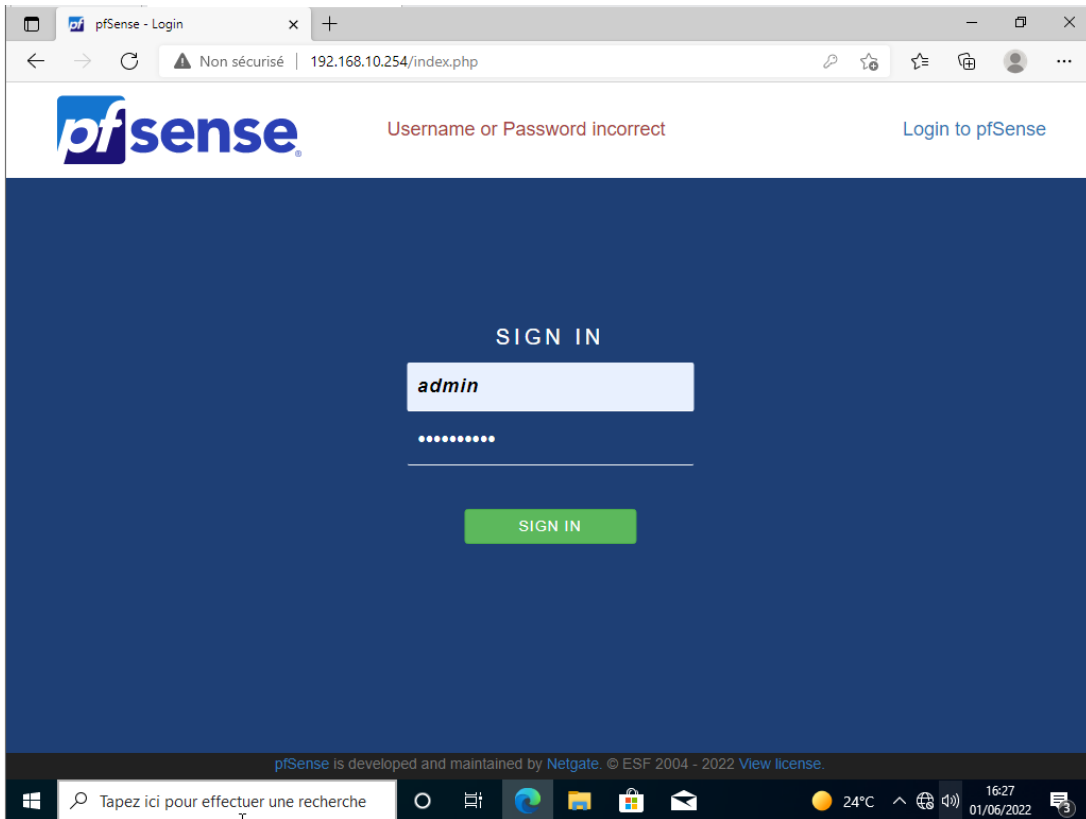 pfSense - Login
Non sécurisé | 192.168.10.254/index.php
pfsense
Username or Password incorrect
Login to pfSense
SIGN IN
admin
••••••••••
SIGN IN
pfSense is developed and maintained by Netgate. © ESF 2004 - 2022 View license.
Tapez ici pour effectuer une recherche
24°C
16:27
01/06/2022
3